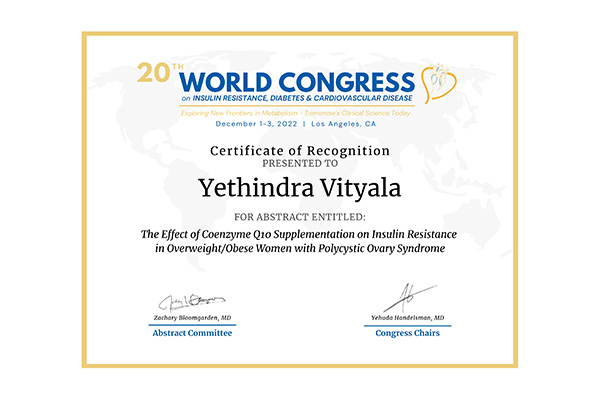 20TH
WORLD CONGRESS
on INSULIN RESISTANCE, DIABETES & CARDIOVASCULAR DISEASE
Exploring New Frontiers in Metabolism – Tomorrow's Clinical Science Today
December 1-3, 2022 | Los Angeles, CA
Certificate of Recognition
PRESENTED TO
Yethindra Vityala
FOR ABSTRACT ENTITLED:
The Effect of Coenzyme Q10 Supplementation on Insulin Resistance
in Overweight/Obese Women with Polycystic Ovary Syndrome
Zachary Bloomgarden, MD
Abstract Committee
Yehuda Handelsman, MD
Congress Chairs